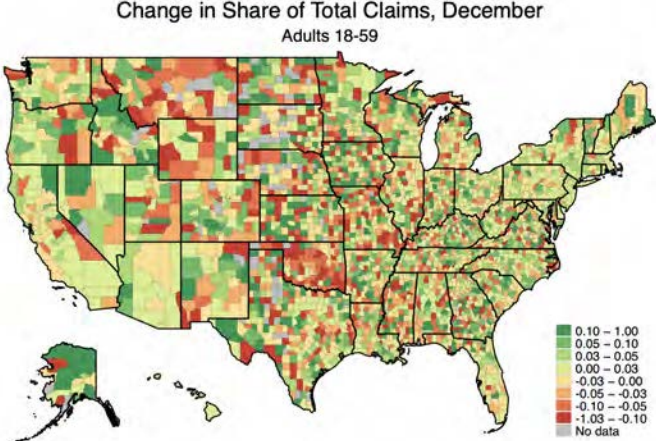 Change in Share of Total Claims, December
Adults 18-59
0.10 – 1.00
0.05 – 0.10
0.03 – 0.05
0.00 – 0.03
-0.03 – 0.00
-0.05 – -0.03
-0.10 – -0.05
-1.03 – -0.10
No data